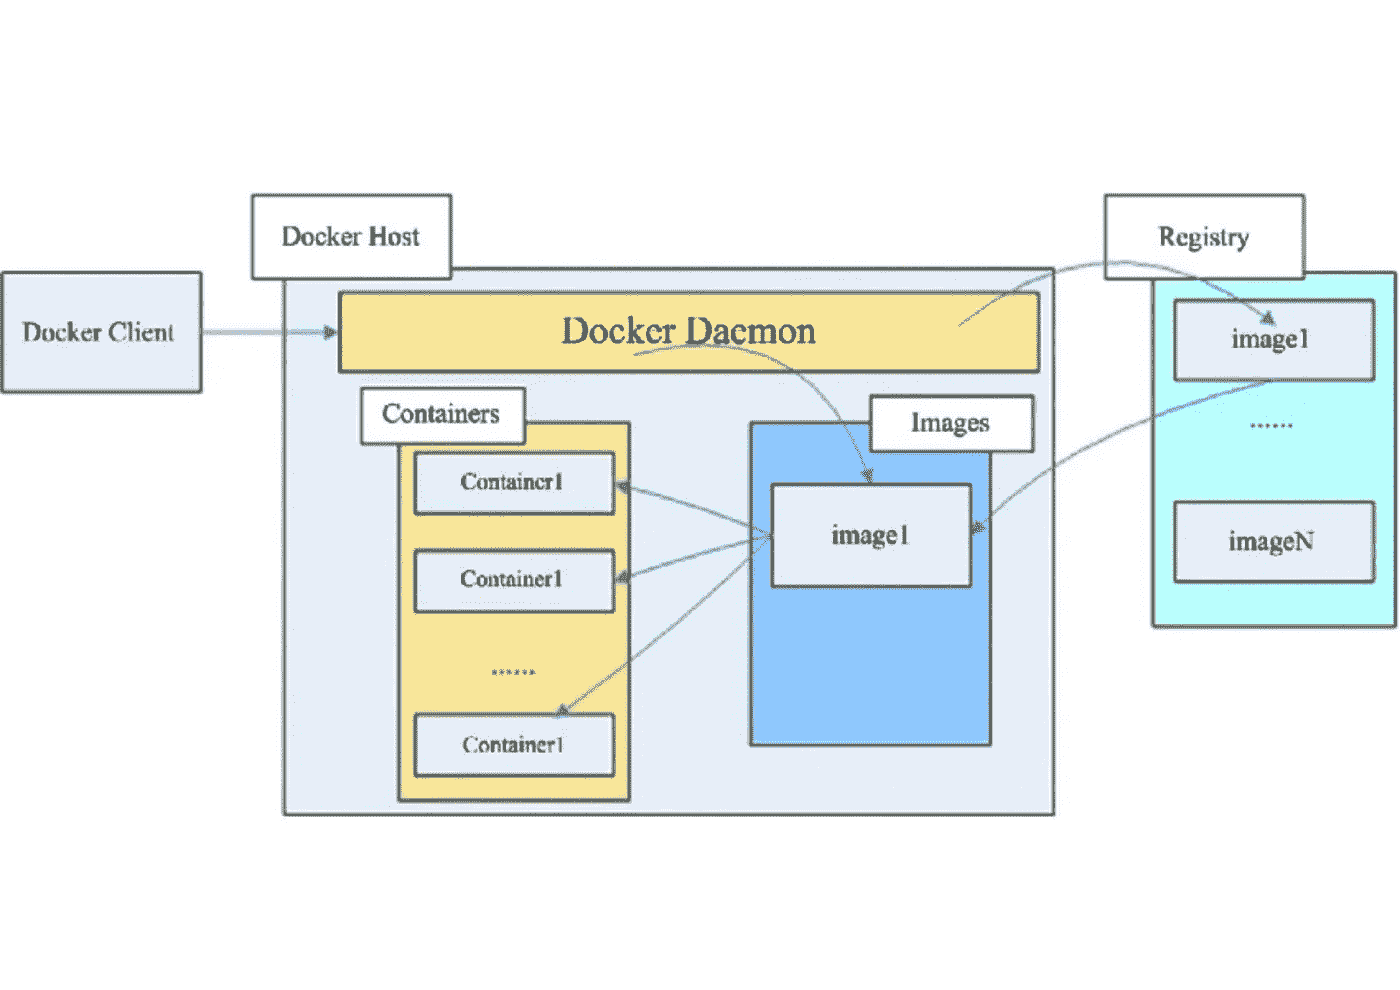 Docker Host
Registry
Docker Client
Docker Daemon
image1
Containers
Images
......
Container1
image1
imageN
Container1
......
Container1